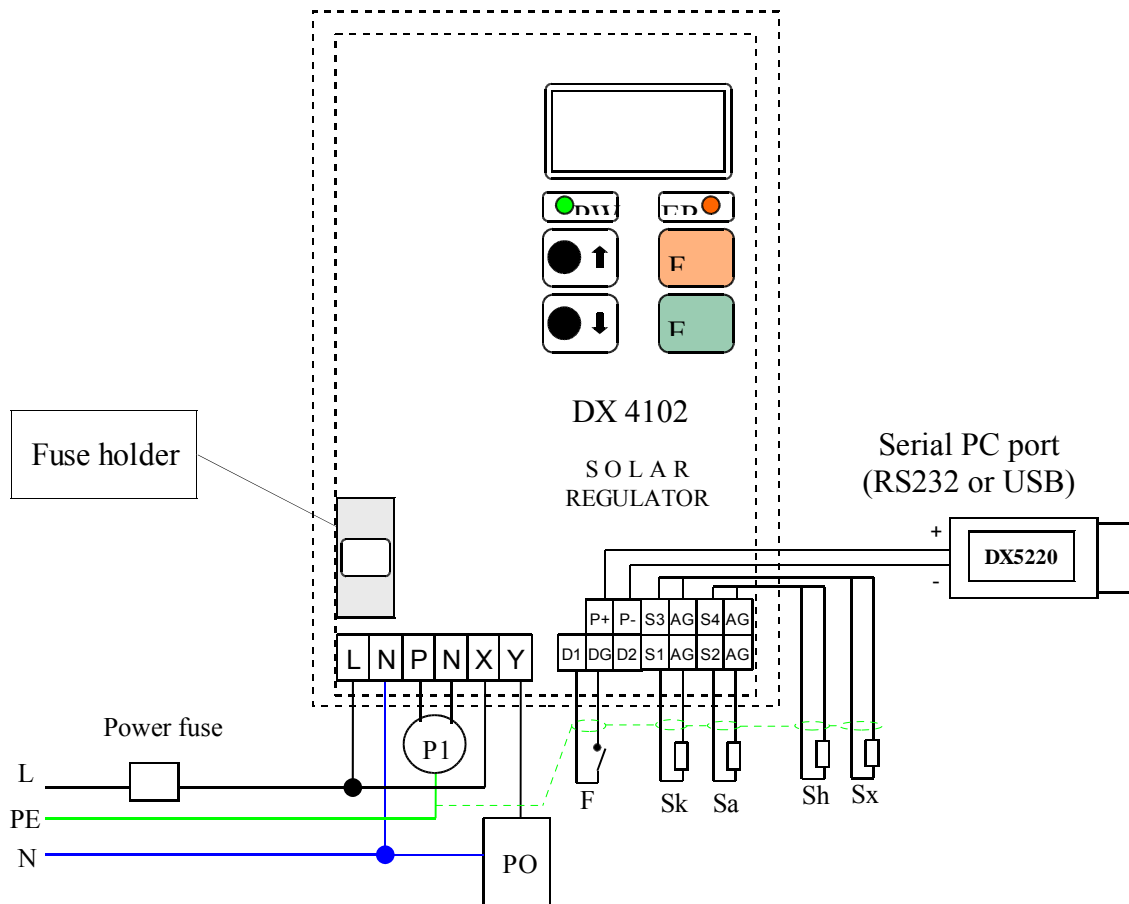 DX 4102
S O L A R
REGULATOR
Fuse holder
Serial PC port
(RS232 or USB)
+
DX5220
-
P+ P- S3 AG S4 AG
L N P N X Y
D1 DG D2 S1 AG S2 AG
Power fuse
P1
L
F
Sk
Sa
Sh
Sx
PE
N
PO